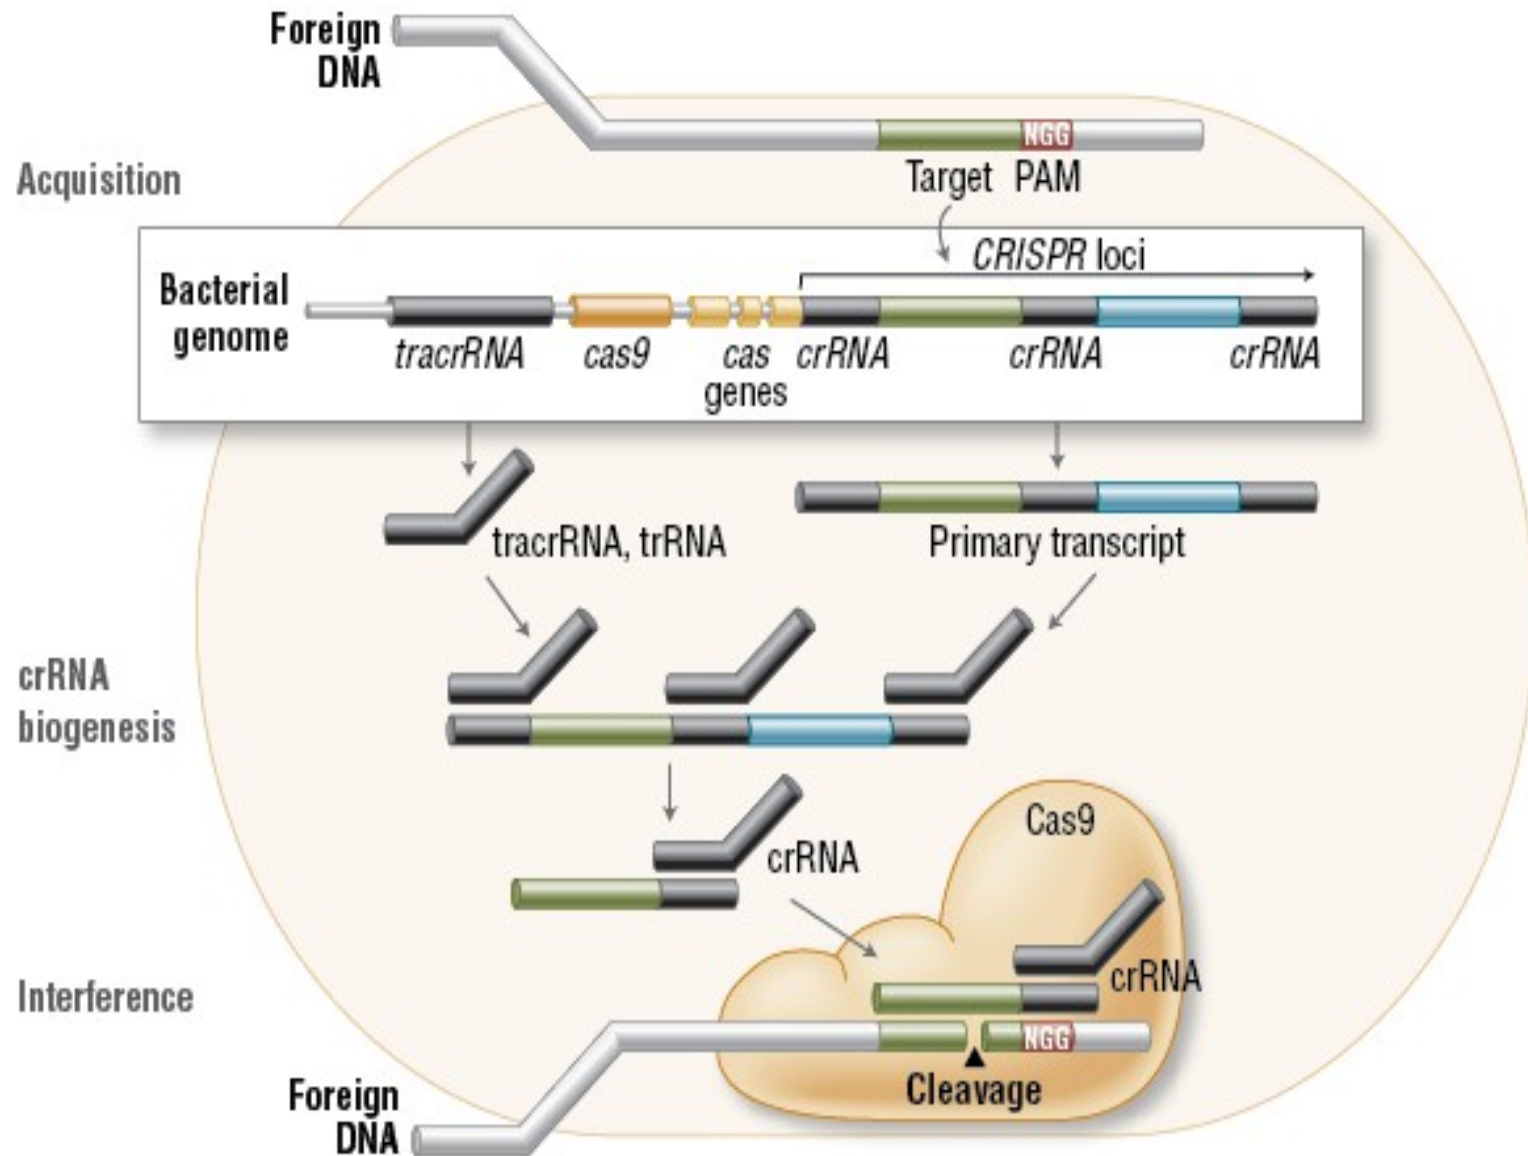 Foreign
DNA
NGG
Acquisition
Target PAM
CRISPR loci
Bacterial
genome
tracrRNA cas9 cas crRNA crRNA crRNA
genes
tracrRNA, trRNA
Primary transcript
crRNA
biogenesis
Cas9
crRNA
crRNA
Interference
NGG
Cleavage
Foreign
DNA